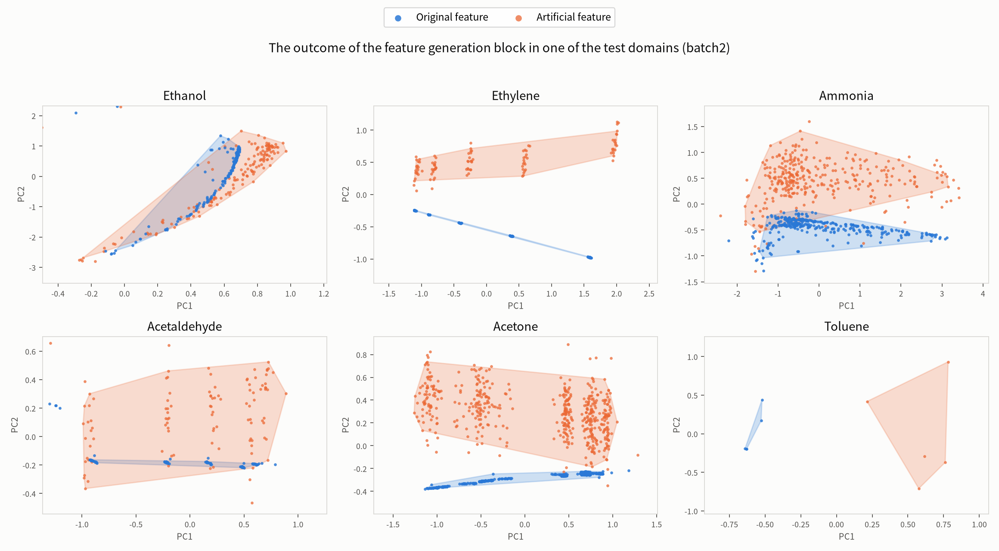 Original feature
Artificial feature
The outcome of the feature generation block in one of the test domains (batch2)
Ethanol
Ethylene
Ammonia
PC2
2
1
0
-1
-2
-3
-0.4 -0.2 0.0 0.2 0.4 0.6 0.8 1.0 1.2
PC1
PC2
1.0
0.5
0.0
-0.5
-1.0
-1.5 -1.0 -0.5 0.0 0.5 1.0 1.5 2.0 2.5
PC1
PC2
1.5
1.0
0.5
0.0
-0.5
-1.0
-1.5
-2 -1 0 1 2 3 4
PC1
Acetaldehyde
Acetone
Toluene
PC2
0.6
0.4
0.2
0.0
-0.2
-0.4
-1.0 -0.5 0.0 0.5 1.0
PC1
PC2
0.8
0.6
0.4
0.2
0.0
-0.2
-0.4
-1.5 -1.0 -0.5 0.0 0.5 1.0 1.5
PC1
PC2
1.0
0.5
0.0
-0.5
-1.0
-0.75 -0.50 -0.25 0.00 0.25 0.50 0.75 1.00
PC1